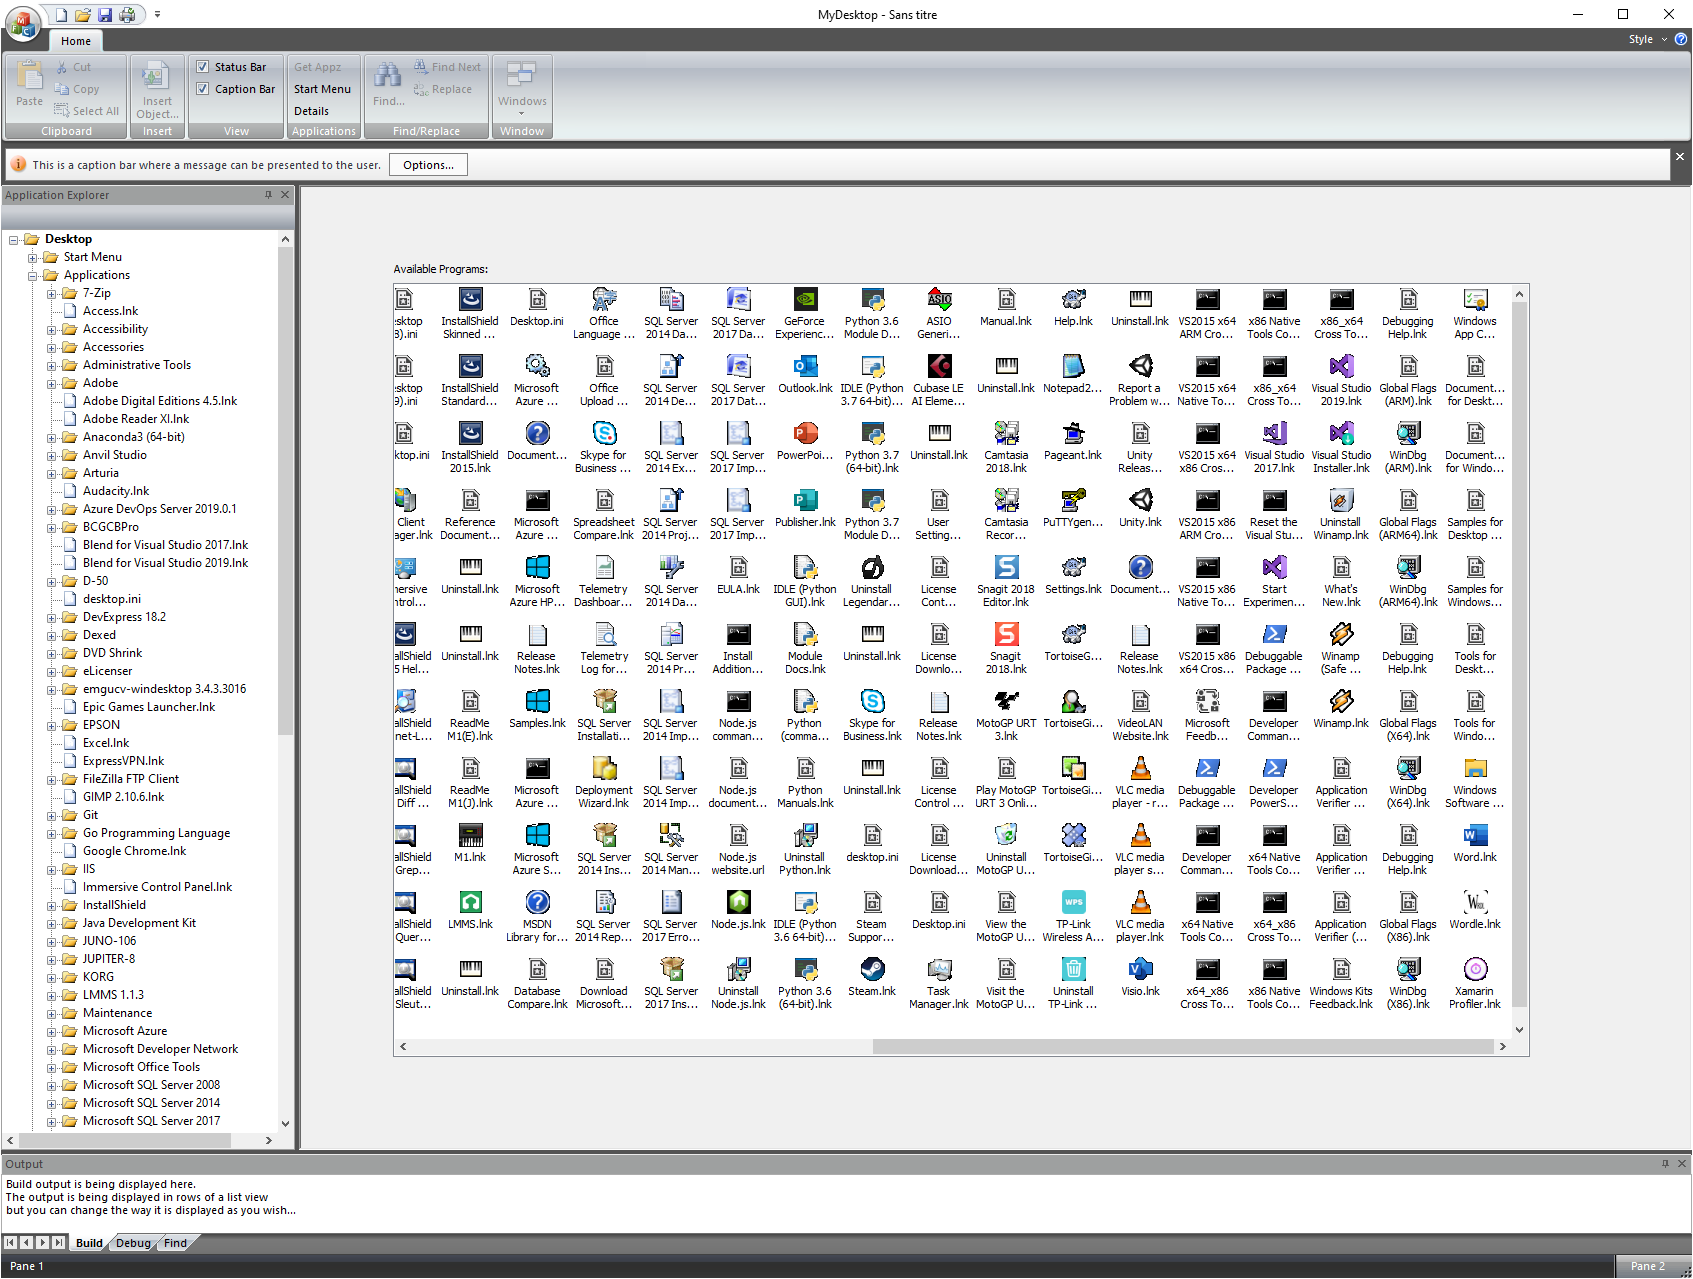 MyDesktop - Sans titre
Home
Style
Paste
Cut
Copy
Select All
Clipboard
Insert
Object...
Insert
Status Bar
Caption Bar
View
Get Appz
Start Menu
Details
Applications
Find...
Find Next
Replace
Find/Replace
Windows
Window
This is a caption bar where a message can be presented to the user.
Options...
Application Explorer
Desktop
Start Menu
Applications
7-Zip
Access.lnk
Accessibility
Accessories
Administrative Tools
Adobe
Adobe Digital Editions 4.5.lnk
Adobe Reader XI.lnk
Anaconda3 (64-bit)
Anvil Studio
Arturia
Audacity.lnk
Azure DevOps Server 2019.0.1
BCGCBPro
Blend for Visual Studio 2017.lnk
Blend for Visual Studio 2019.lnk
D-50
desktop.ini
DevExpress 18.2
Dexed
DVD Shrink
eLicenser
emgucv-windesktop 3.4.3.3016
Epic Games Launcher.lnk
EPSON
Excel.lnk
ExpressVPN.lnk
FileZilla FTP Client
GIMP 2.10.6.lnk
Git
Go Programming Language
Google Chrome.lnk
IIS
Immersive Control Panel.lnk
InstallShield
Java Development Kit
JUNO-106
JUPITER-8
KORG
LMMS 1.1.3
Maintenance
Microsoft Azure
Microsoft Developer Network
Microsoft Office Tools
Microsoft SQL Server 2008
Microsoft SQL Server 2014
Microsoft SQL Server 2017
Available Programs:
sktop InstallShield Desktop.ini Office SQL Server SQL Server GeForce Python 3.6 ASIO Manual.lnk Help.lnk Uninstall.lnk VS2015 x64 x86 Native x86_x64 Debugging Windows
3).ini Skinned ... Language ... 2014 Da... 2017 Da... Experienc... Module D... Generi... ARM Cro... Tools Co... Cross To... Help.lnk App C...
sktop InstallShield Microsoft Office SQL Server SQL Server Outlook.lnk IDLE (Python Cubase LE Uninstall.lnk Notepad2... Report a VS2015 x64 x86_x64 Visual Studio Global Flags Document...
9).ini Standard... Azure ... Upload ... 2014 De... 2017 Dat... 3.7 64-bit)... AI Eleme... Problem w... Native To... Cross To... 2019.lnk (ARM).lnk for Deskt...
ktop.ini InstallShield Document... Skype for SQL Server SQL Server PowerPoi... Python 3.7 Uninstall.lnk Camtasia Pageant.lnk Unity VS2015 x64 Visual Studio Visual Studio WinDbg Document...
2015.lnk Business ... 2014 Ex... 2017 Imp... (64-bit).lnk 2018.lnk Releas... x86 Cros... 2017.lnk Installer.lnk (ARM).lnk for Windo...
Client Reference Microsoft Spreadsheet SQL Server SQL Server Publisher.lnk Python 3.7 User Camtasia PuTTYgen... Unity.lnk VS2015 x86 Reset the Uninstall Global Flags Samples for
ager.lnk Document... Azure ... Compare.lnk 2014 Proj... 2017 Imp... Module D... Setting... Recor... ARM Cro... Visual Stu... Winamp.lnk (ARM64).lnk Desktop ...
ersive Uninstall.lnk Microsoft Telemetry SQL Server EULA.lnk IDLE (Python Uninstall License Snagit 2018 Settings.lnk Document... VS2015 x86 Start What's WinDbg Samples for
ntrol... Azure HP... Dashboar... 2014 Da... GUI).lnk Legendar... Cont... Editor.lnk Native To... Experimen... New.lnk (ARM64).lnk Windows...
allShield Uninstall.lnk Release Telemetry SQL Server Install Module Uninstall.lnk License Snagit TortoiseG... Release VS2015 x86 Debuggable Winamp Debugging Tools for
5 Hel... Notes.lnk Log for... 2014 Pr... Addition... Docs.lnk Downlo... 2018.lnk Notes.lnk x64 Cros... Package ... (Safe ... Help.lnk Deskt...
allShield ReadMe Samples.lnk SQL Server SQL Server Node.js Python Skype for Release MotoGP URT TortoiseGi... VideoLAN Microsoft Developer Winamp.lnk Global Flags Tools for
net-L... M1(E).lnk Installati... 2014 Imp... comman... (comma... Business.lnk Notes.lnk 3.lnk Website.lnk Feedb... Comman... (X64).lnk Windo...
allShield ReadMe Microsoft Deployment SQL Server Node.js Python Uninstall.lnk License Play MotoGP TortoiseGi... VLC media Debuggable Developer Application WinDbg Windows
Diff ... M1(J).lnk Azure ... Wizard.lnk 2014 Imp... document... Manuals.lnk Control ... URT 3 Onli... player - r... Package ... PowerS... Verifier ... (X64).lnk Software ...
allShield M1.lnk Microsoft SQL Server SQL Server Node.js Uninstall desktop.ini License Uninstall TortoiseGi... VLC media Developer x64 Native Application Debugging Word.lnk
Grep... Azure S... 2014 Ins... 2014 Man... website.url Python.lnk Download... MotoGP U... player s... Comman... Tools Co... Verifier ... Help.lnk
allShield LMMS.lnk MSDN SQL Server SQL Server Node.js.lnk IDLE (Python Steam Desktop.ini View the TP-Link VLC media x64 Native x64_x86 Application Global Flags Wordle.lnk
Quer... Library for... 2014 Rep... 2017 Erro... 3.6 64-bit)... Suppor... MotoGP U... Wireless A... player.lnk Tools Co... Cross To... Verifier (... (X86).lnk
allShield Uninstall.lnk Database Download SQL Server Uninstall Python 3.6 Steam.lnk Task Visit the Uninstall Visio.lnk x64_x86 x86 Native Windows Kits WinDbg Xamarin
Sleut... Compare.lnk Microsoft... 2017 Ins... Node.js.lnk (64-bit).lnk Manager.lnk MotoGP U... TP-Link ... Cross To... Tools Co... Feedback.lnk (X86).lnk Profiler.lnk
Output
Build output is being displayed here.
The output is being displayed in rows of a list view
but you can change the way it is displayed as you wish...
Build Debug Find
Pane 1
Pane 2